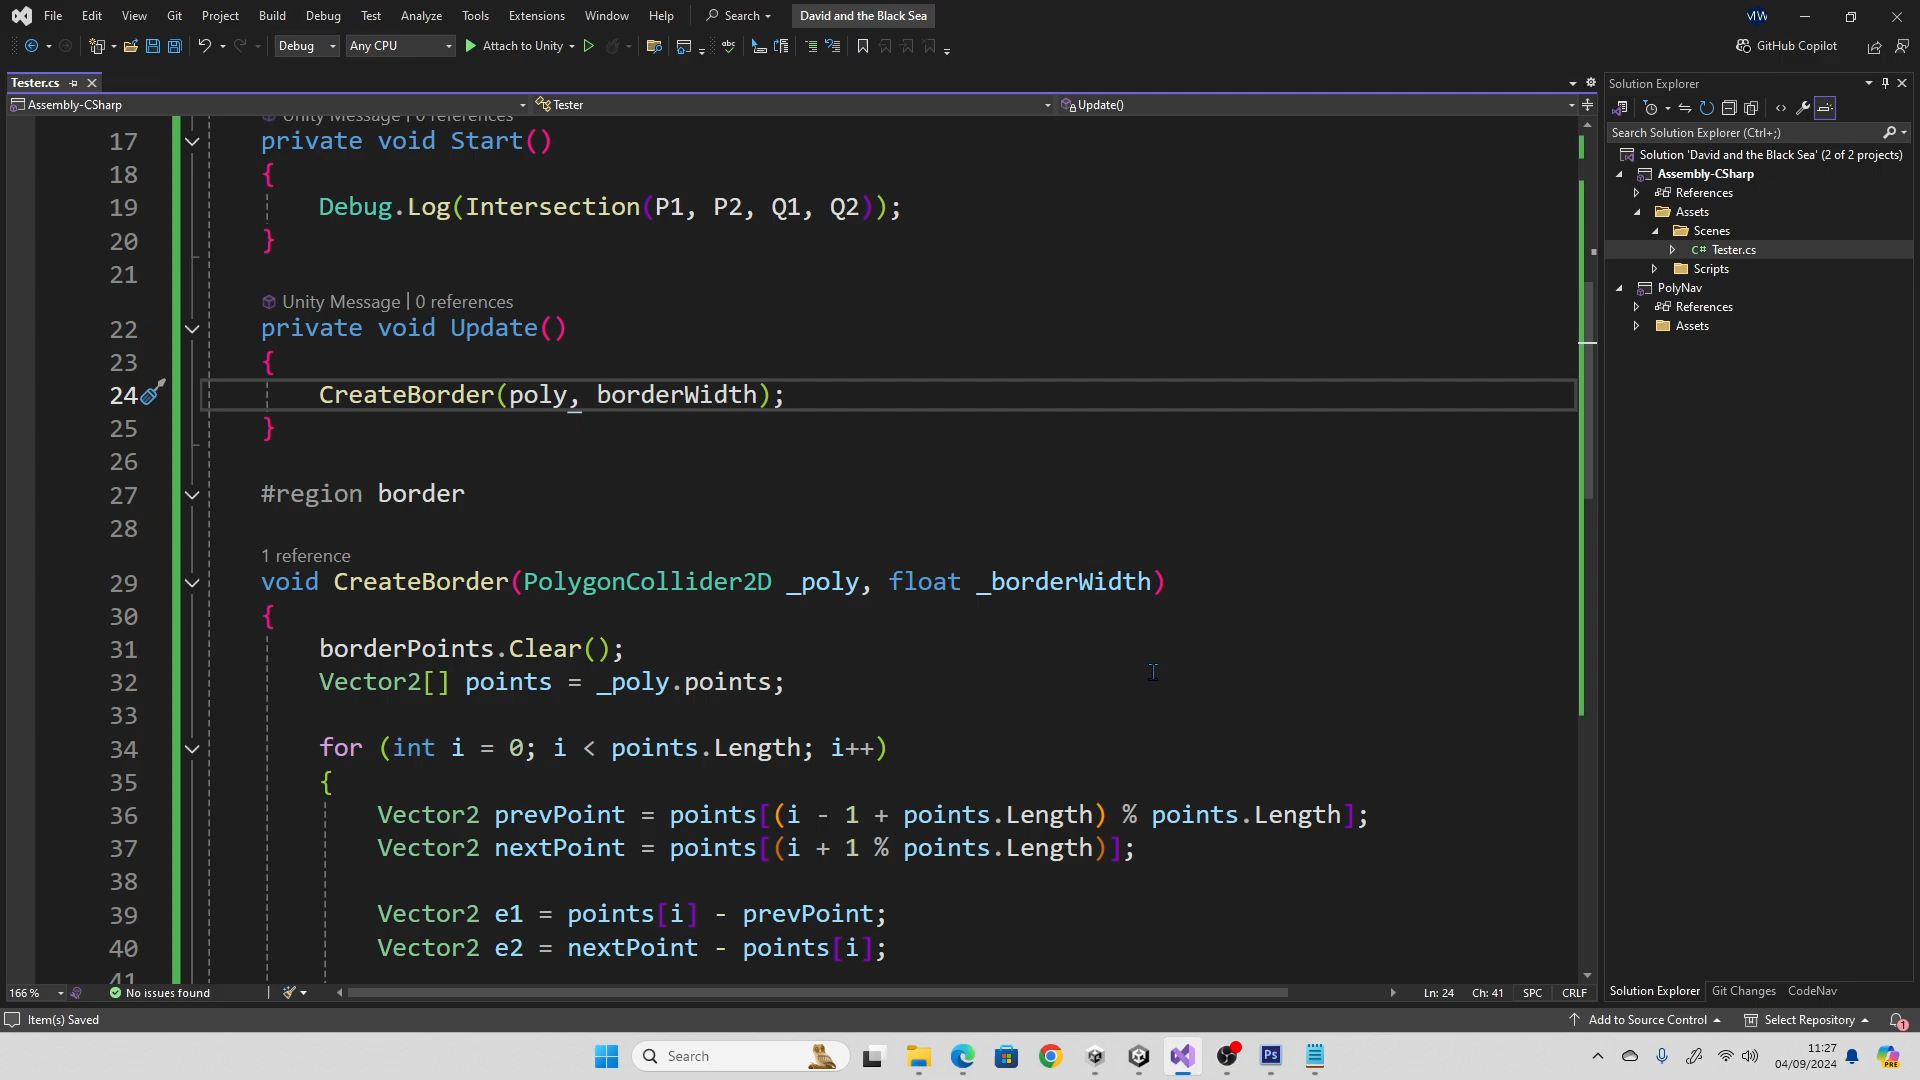 File Edit View Git Project Build Debug Test Analyze Tools Extensions Window Help Search David and the Black Sea
Debug Any CPU Attach to Unity GitHub Copilot
Tester.cs
Assembly-CSharp Tester Update()
Unity Message | 0 references
17 private void Start()
18 {
19 Debug.Log(Intersection(P1, P2, Q1, Q2));
20 }
21
Unity Message | 0 references
22 private void Update()
23 {
24 CreateBorder(poly, borderWidth);
25 }
26
27 #region border
28
1 reference
29 void CreateBorder(PolygonCollider2D _poly, float _borderWidth)
30 {
31 borderPoints.Clear();
32 Vector2[] points = _poly.points;
33
34 for (int i = 0; i < points.Length; i++)
35 {
36 Vector2 prevPoint = points[(i - 1 + points.Length) % points.Length];
37 Vector2 nextPoint = points[(i + 1 % points.Length)];
38
39 Vector2 e1 = points[i] - prevPoint;
40 Vector2 e2 = nextPoint - points[i];
41
166 % No issues found Ln: 24 Ch: 41 SPC CRLF
Solution Explorer
Search Solution Explorer (Ctrl+;)
Solution 'David and the Black Sea' (2 of 2 projects)
Assembly-CSharp
References
Assets
Scenes
C# Tester.cs
Scripts
PolyNav
References
Assets
Solution Explorer Git Changes CodeNav
Item(s) Saved Add to Source Control Select Repository 1
Search
Ps
11:27
04/09/2024
PRE